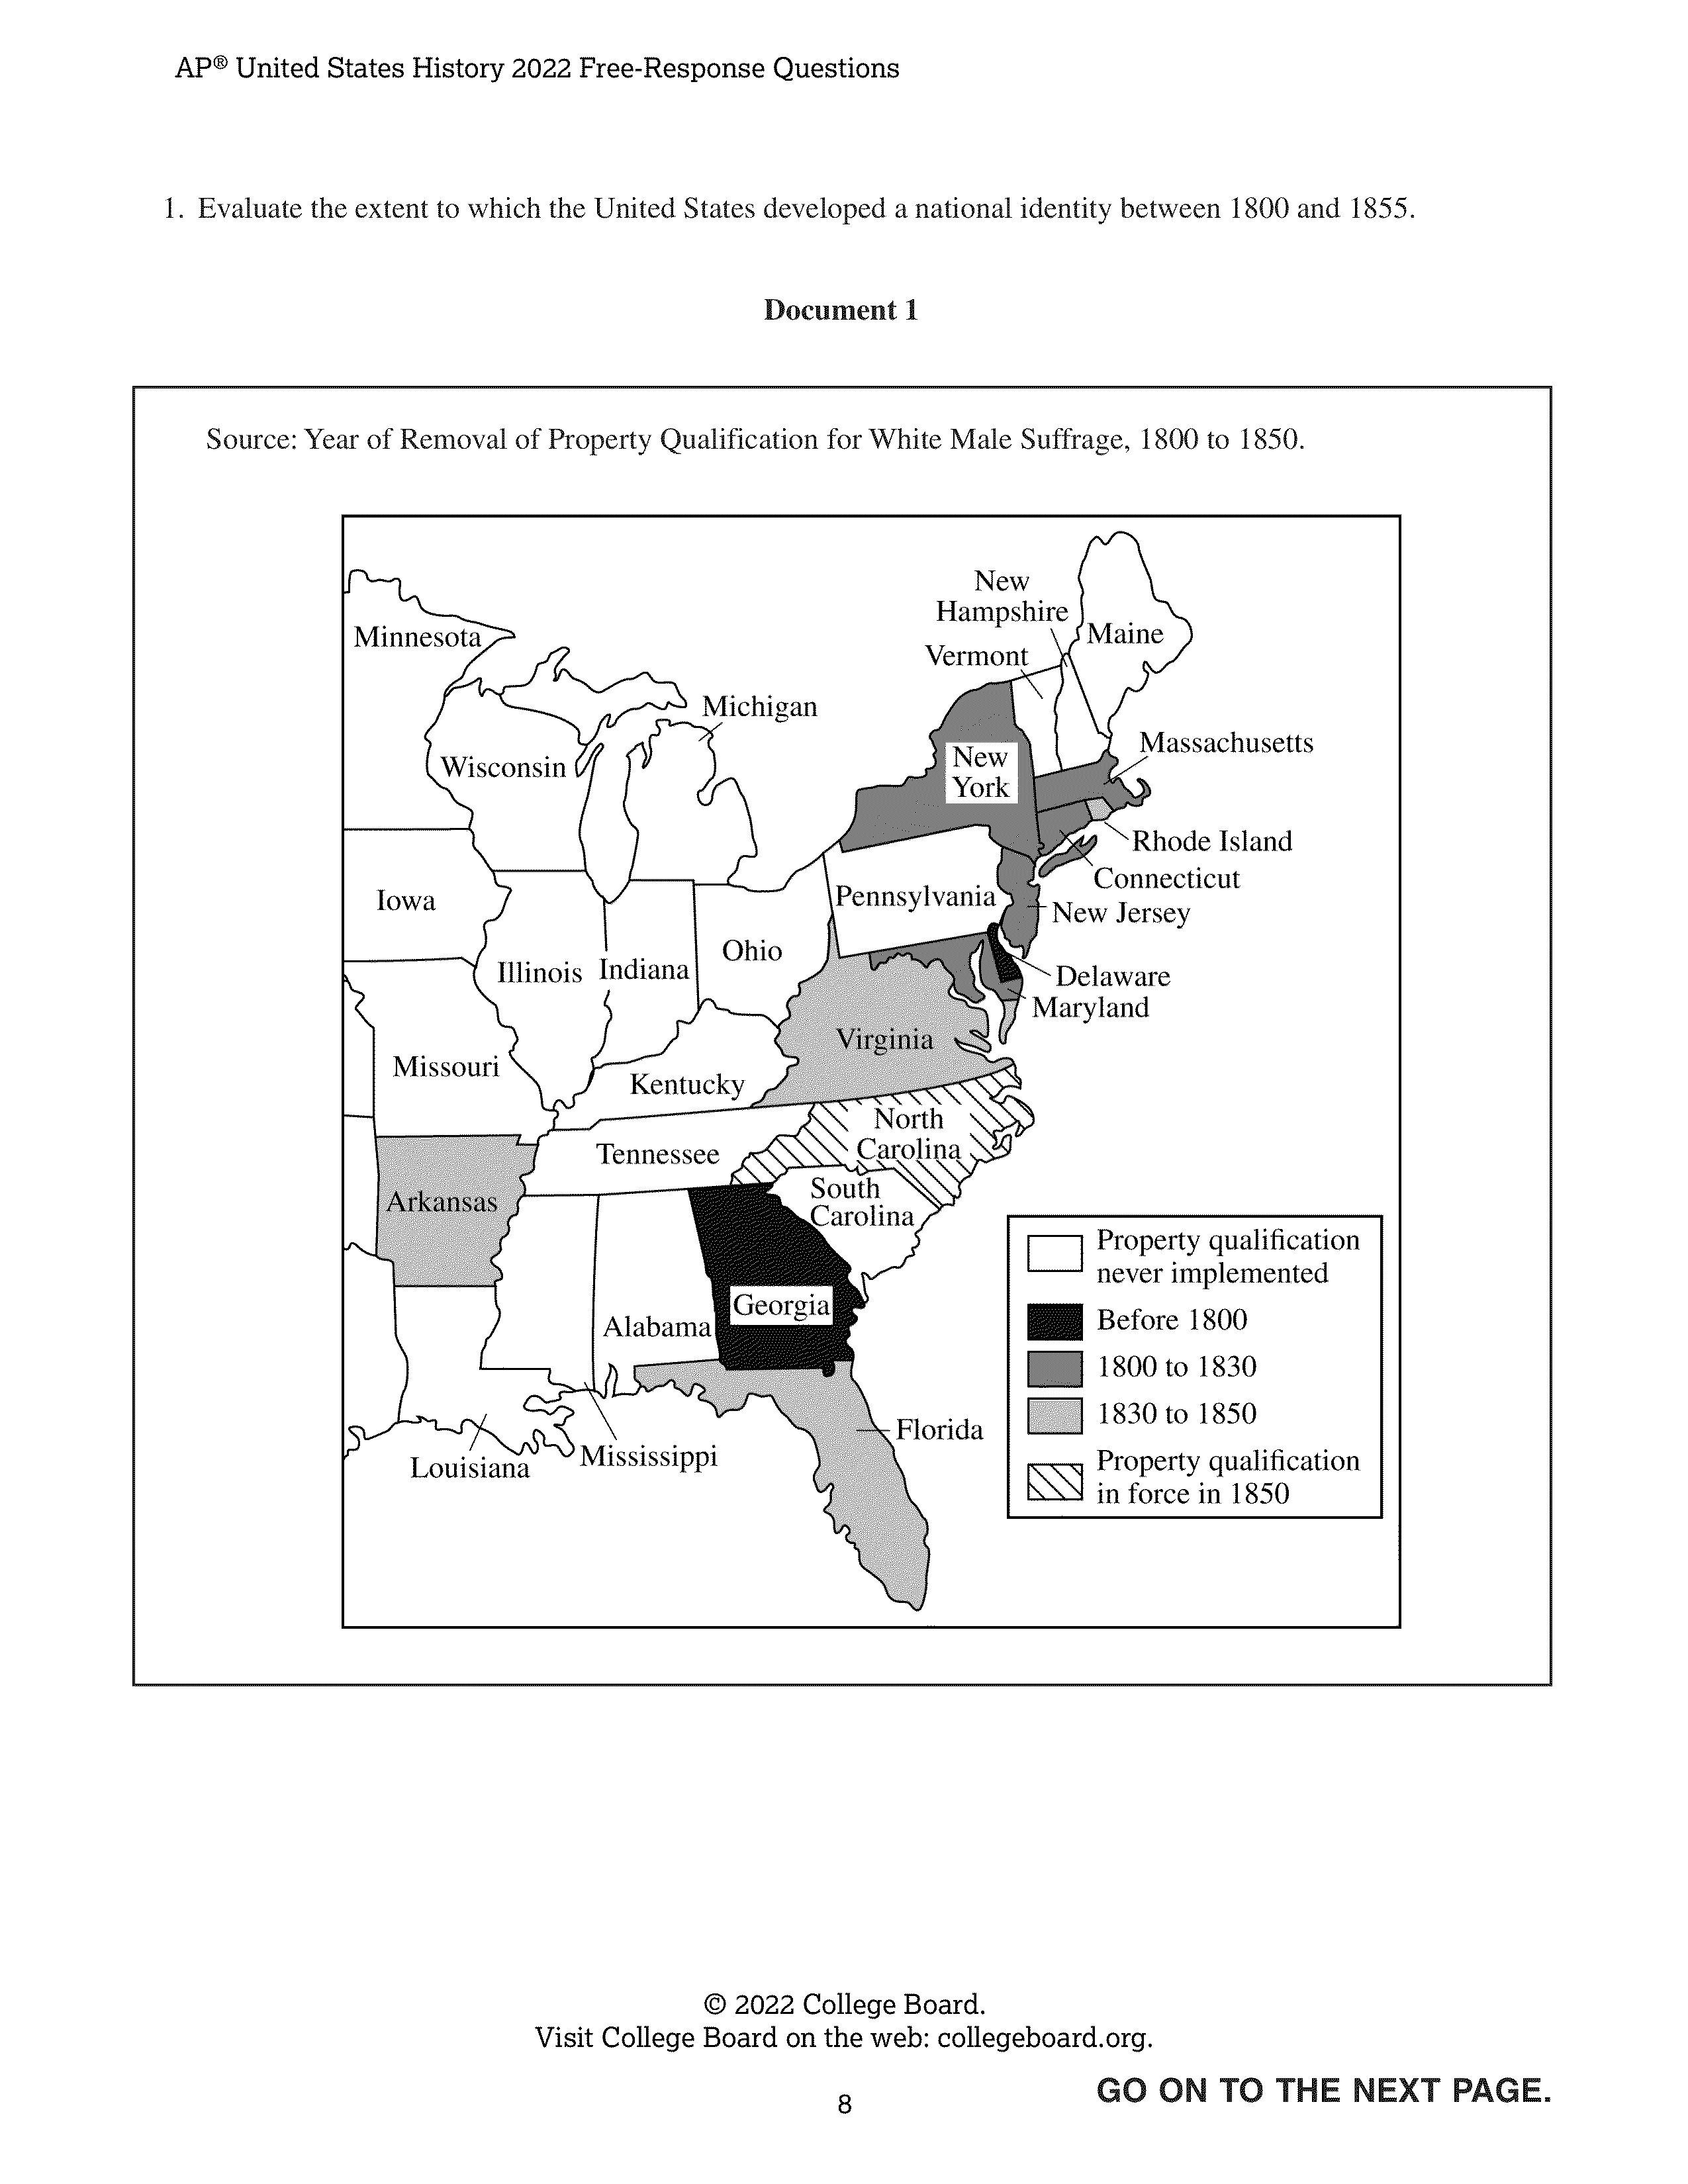 AP® United States History 2022 Free-Response Questions
1. Evaluate the extent to which the United States developed a national identity between 1800 and 1855.
Document 1
Source: Year of Removal of Property Qualification for White Male Suffrage, 1800 to 1850.
New
Hampshire
Maine
Minnesota
Vermont
Michigan
Massachusetts
New
York
Wisconsin
Rhode Island
Connecticut
Iowa
Pennsylvania
New Jersey
Ohio
Illinois
Indiana
Delaware
Maryland
Virginia
Missouri
Kentucky
North
Carolina
Tennessee
South
Carolina
Arkansas
Georgia
Alabama
Florida
Mississippi
Louisiana
Property qualification
never implemented
Before 1800
1800 to 1830
1830 to 1850
Property qualification
in force in 1850
© 2022 College Board.
Visit College Board on the web: collegeboard.org.
GO ON TO THE NEXT PAGE.
8